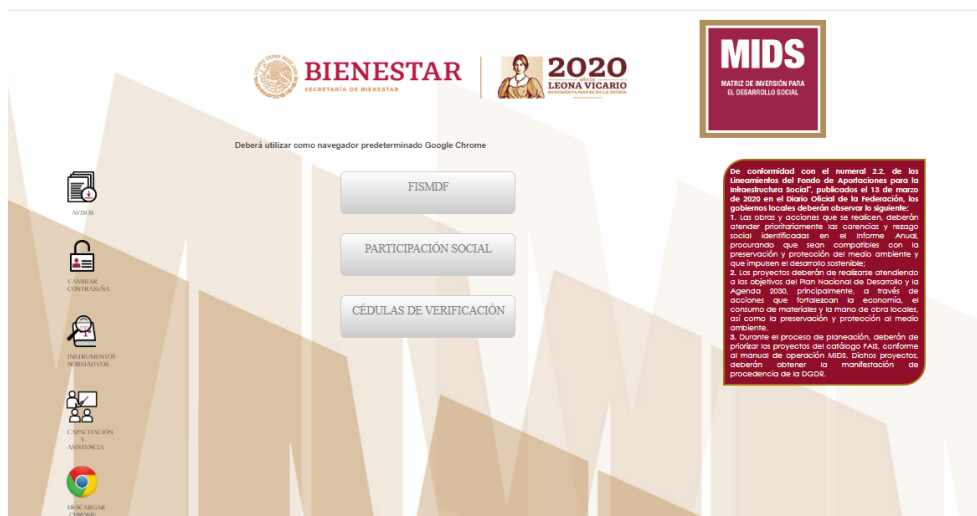 BIENESTAR
SECRETARÍA DE BIENESTAR
2020
AÑO DE
LEONA VICARIO
BENEMÉRITA MADRE DE LA PATRIA
MIDS
MATRIZ DE INVERSIÓN PARA
EL DESARROLLO SOCIAL
Deberá utilizar como navegador predeterminado Google Chrome
AVISOS
CAMBIAR
CONTRASEÑA
INSTRUMENTOS
NORMATIVOS
CAPACITACIÓN
Y
ASISTENCIA
DESCARGAR
CHROME
FISMDF
PARTICIPACIÓN SOCIAL
CÉDULAS DE VERIFICACIÓN
De conformidad con el numeral 2.2. de los
Lineamientos del Fondo de Aportaciones para la
Infraestructura Social", publicados el 13 de marzo
de 2020 en el Diario Oficial de la Federación, los
gobiernos locales deberán observar lo siguiente:
1. Las obras y acciones que se realicen, deberán
atender prioritariamente las carencias y rezago
social identificadas en el Informe Anual,
procurando que sean compatibles con la
preservación y protección del medio ambiente y
que impulsen el desarrollo sostenible;
2. Los proyectos deberán de realizarse atendiendo
a los objetivos del Plan Nacional de Desarrollo y la
Agenda 2030, principalmente, a través de
acciones que fortalezcan la economía, el
consumo de materiales y la mano de obra locales,
así como la preservación y protección al medio
ambiente.
3. Durante el proceso de planeación, deberán de
priorizar los proyectos del catálogo FAIS, conforme
al manual de operación MIDS. Dichos proyectos,
deberán obtener la manifestación de
procedencia de la DGDR.